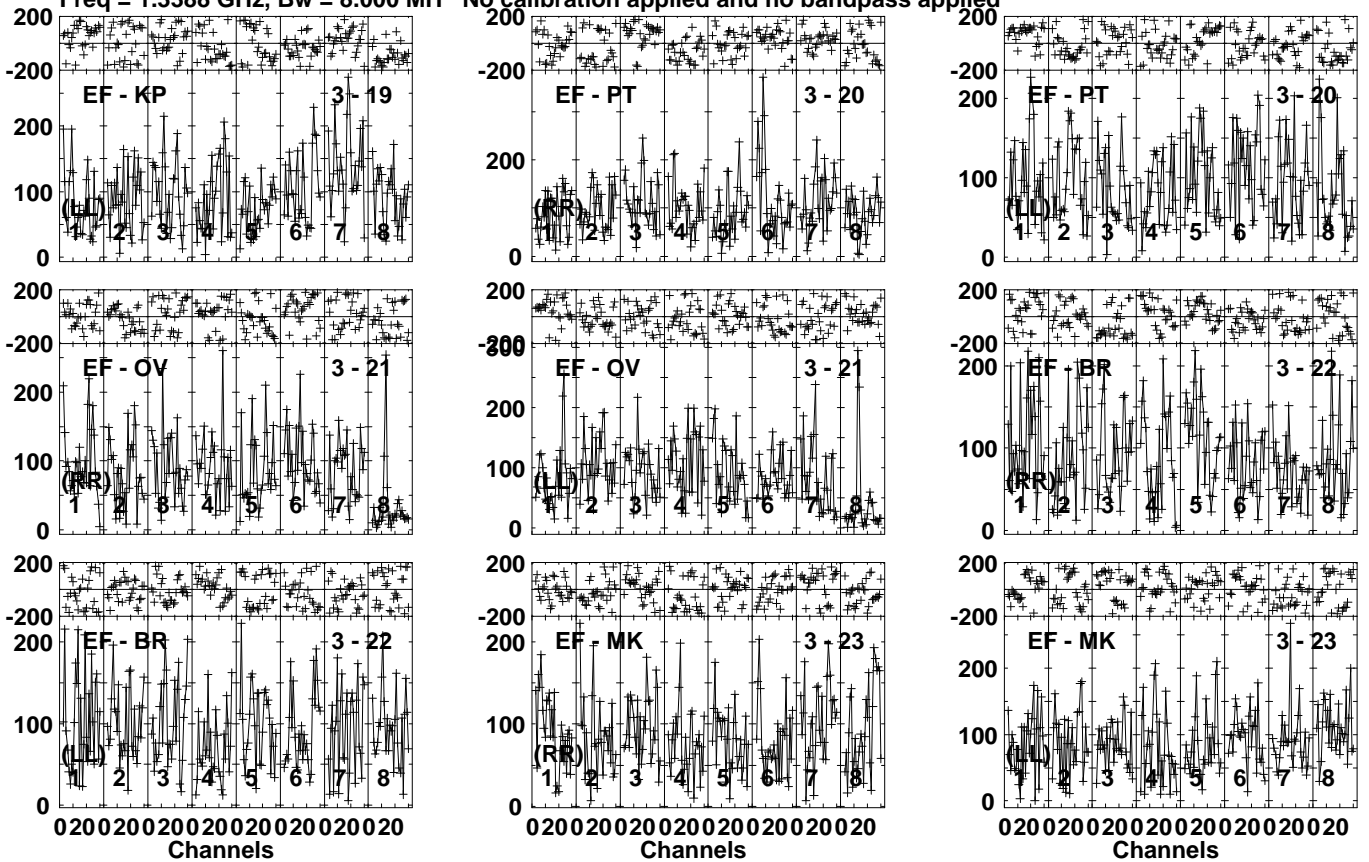 Freq = 1.5388 GHz, Bw = 8.000 MH No calibration applied and no bandpass applied
200 200 200
-200 -200 -200
EF - KP 3 - 19 EF - PT 3 - 20 EF - PT 3 - 20
200 200 200
100 100
(LL) (RR) (LL)
1 2 3 4 5 6 7 8 1 2 3 4 5 6 7 8 1 2 3 4 5 6 7 8
0 0 0
200 200 200
-200 -200 -200
300
EF - OV 3 - 21 EF - OV 3 - 21 EF - BR 3 - 22
200 200 200
100 100 100
(RR) (LL) (RR)
1 2 3 4 5 6 7 8 1 2 3 4 5 6 7 8 1 2 3 4 5 6 7 8
0 0 0
200 200 200
-200 -200 -200
EF - BR 3 - 22 EF - MK 3 - 23 EF - MK 3 - 23
200 200 200
100 100 100
(LL) (RR) (LL)
1 2 3 4 5 6 7 8 1 2 3 4 5 6 7 8 1 2 3 4 5 6 7 8
0 0 0
0 20 0 20 0 20 0 20 0 20 0 20 0 20 0 20 0 20 0 20 0 20 0 20 0 20 0 20 0 20 0 20 0 20 0 20 0 20 0 20 0 20 0 20 0 20 0 20
Channels Channels Channels